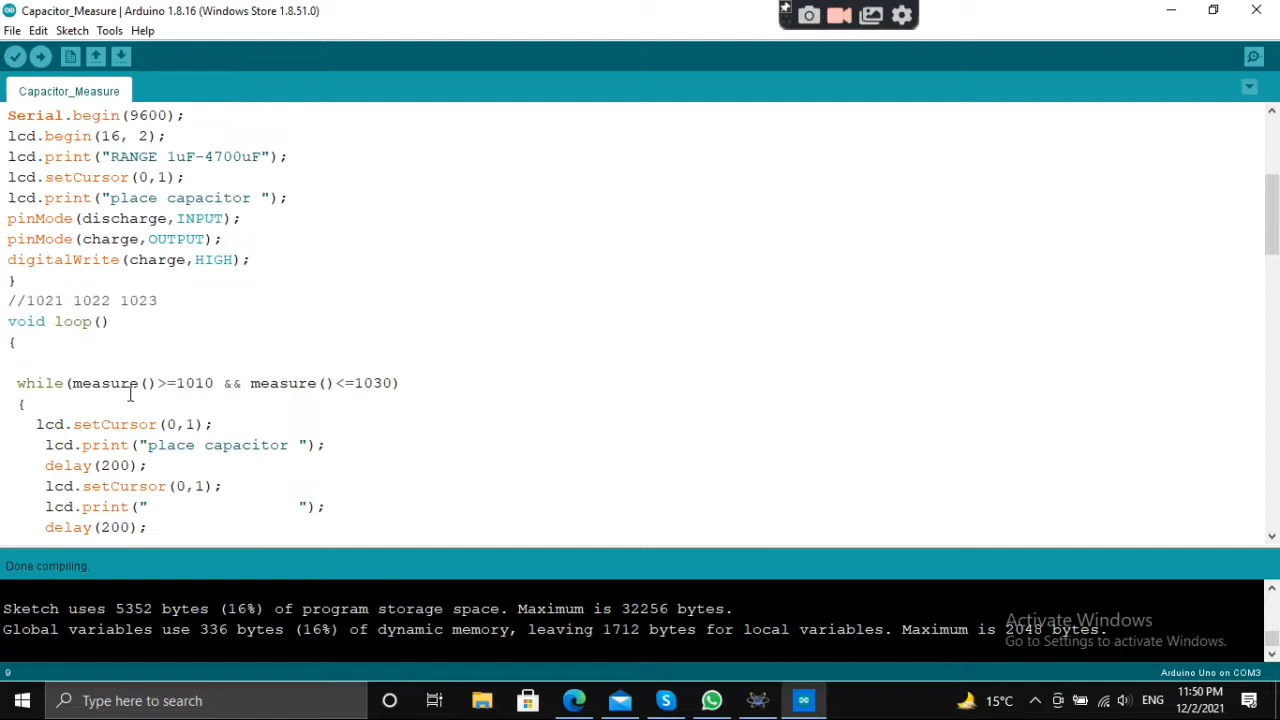 Capacitor_Measure | Arduino 1.8.16 (Windows Store 1.8.51.0)
File Edit Sketch Tools Help
Capacitor_Measure
Serial.begin(9600);
lcd.begin(16, 2);
lcd.print("RANGE 1uF-4700uF");
lcd.setCursor(0,1);
lcd.print("place capacitor ");
pinMode(discharge,INPUT);
pinMode(charge,OUTPUT);
digitalWrite(charge,HIGH);
}
//1021 1022 1023
void loop()
{
while(measure()>=1010 && measure()<=1030)
{
lcd.setCursor(0,1);
lcd.print("place capacitor ");
delay(200);
lcd.setCursor(0,1);
lcd.print("                ");
delay(200);
Done compiling.
Sketch uses 5352 bytes (16%) of program storage space. Maximum is 32256 bytes.
Global variables use 336 bytes (16%) of dynamic memory, leaving 1712 bytes for local variables. Maximum is 2048 bytes.
Activate Windows
Go to Settings to activate Windows.
9
Arduino Uno on COM3
Type here to search
15°C
ENG
11:50 PM
12/2/2021